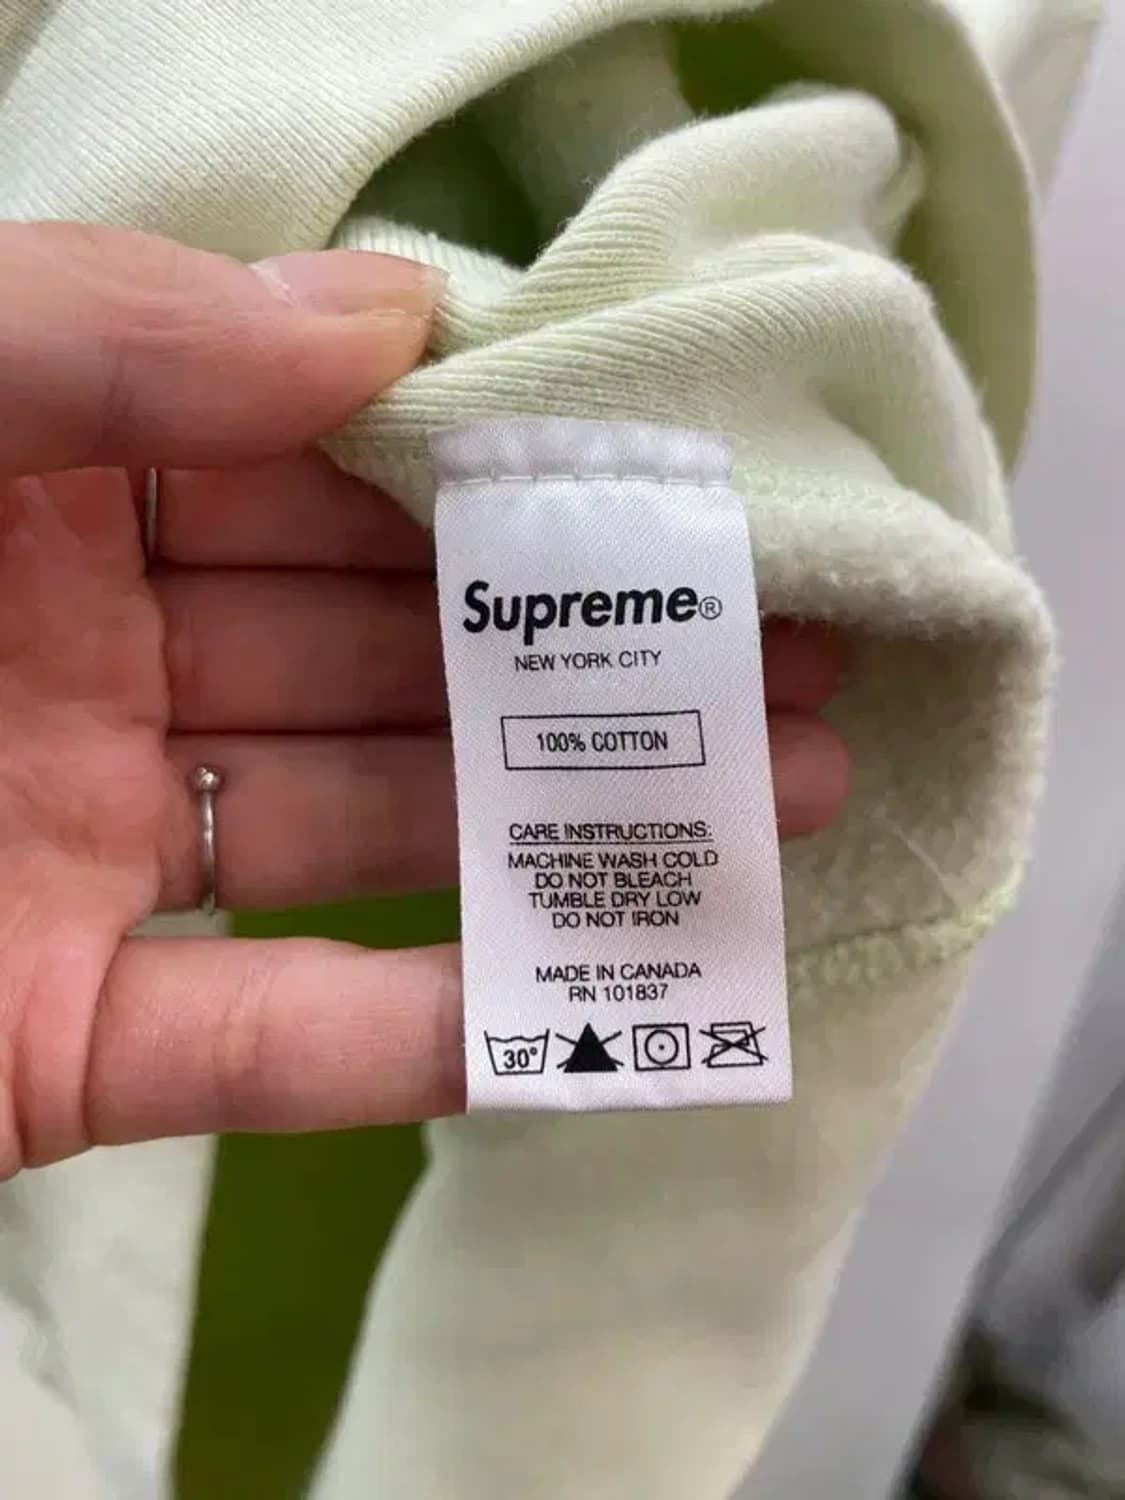 Supreme®
NEW YORK CITY
100% COTTON
CARE INSTRUCTIONS:
MACHINE WASH COLD
DO NOT BLEACH
TUMBLE DRY LOW
DO NOT IRON
MADE IN CANADA
RN 101837
30°